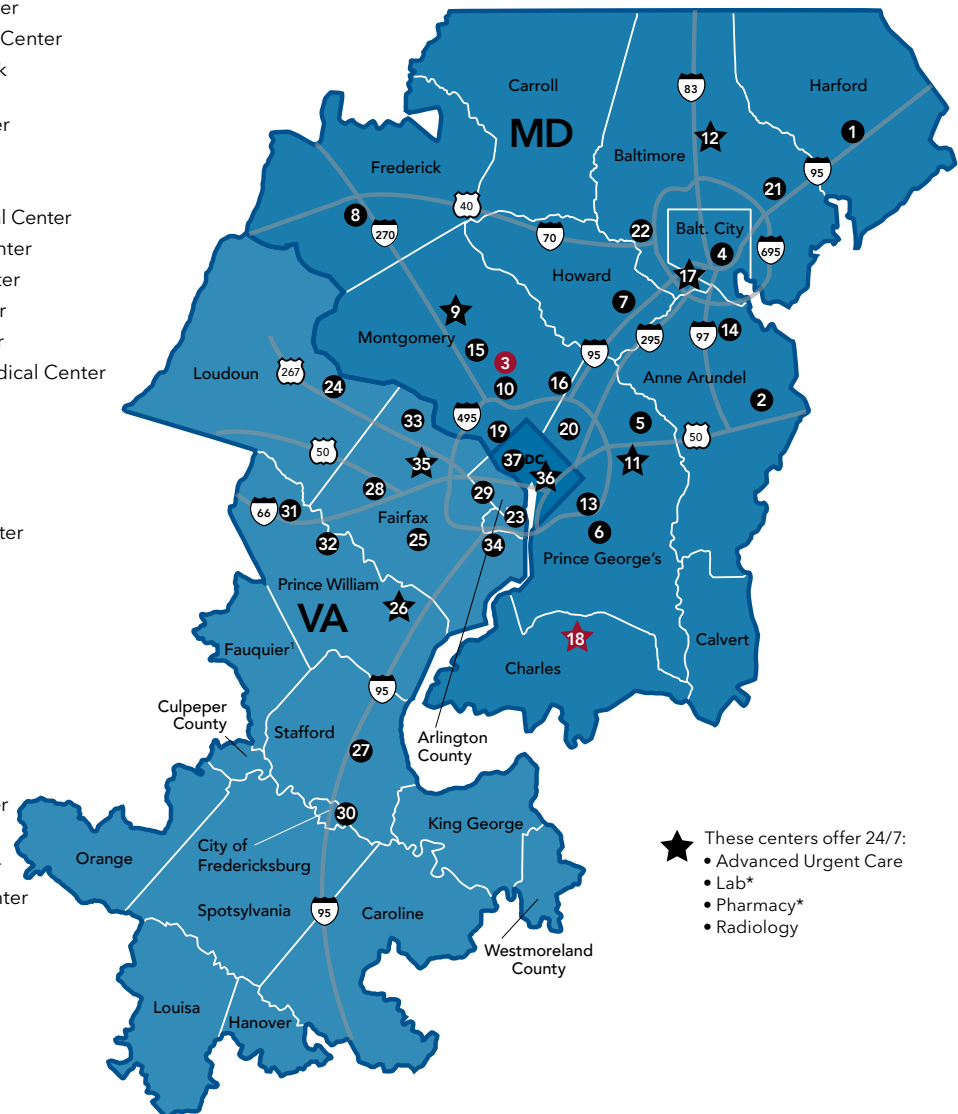 er
Center
k
er
al Center
nter
ter
r
r
dical Center
ter
er
.
nter
Carroll
83
Harford
MD
12
1
Baltimore
Frederick
95
21
40
8
270
70
22
Balt. City
4
695
17
Howard
9
7
Montgomery
295
97
14
15
3
95
Loudoun
267
24
10
16
Anne Arundel
2
33
495
19
20
5
50
50
35
37
DC
36
11
28
29
66
31
Fairfax
23
13
32
25
34
6
Prince George's
Prince William
26
VA
18
Fauquier¹
Charles
Calvert
95
Culpeper
County
Stafford
27
Arlington
County
30
King George
City of
Fredericksburg
Orange
Spotsylvania
95
Caroline
Westmoreland
County
Louisa
Hanover
These centers offer 24/7:
• Advanced Urgent Care
• Lab*
• Pharmacy*
• Radiology